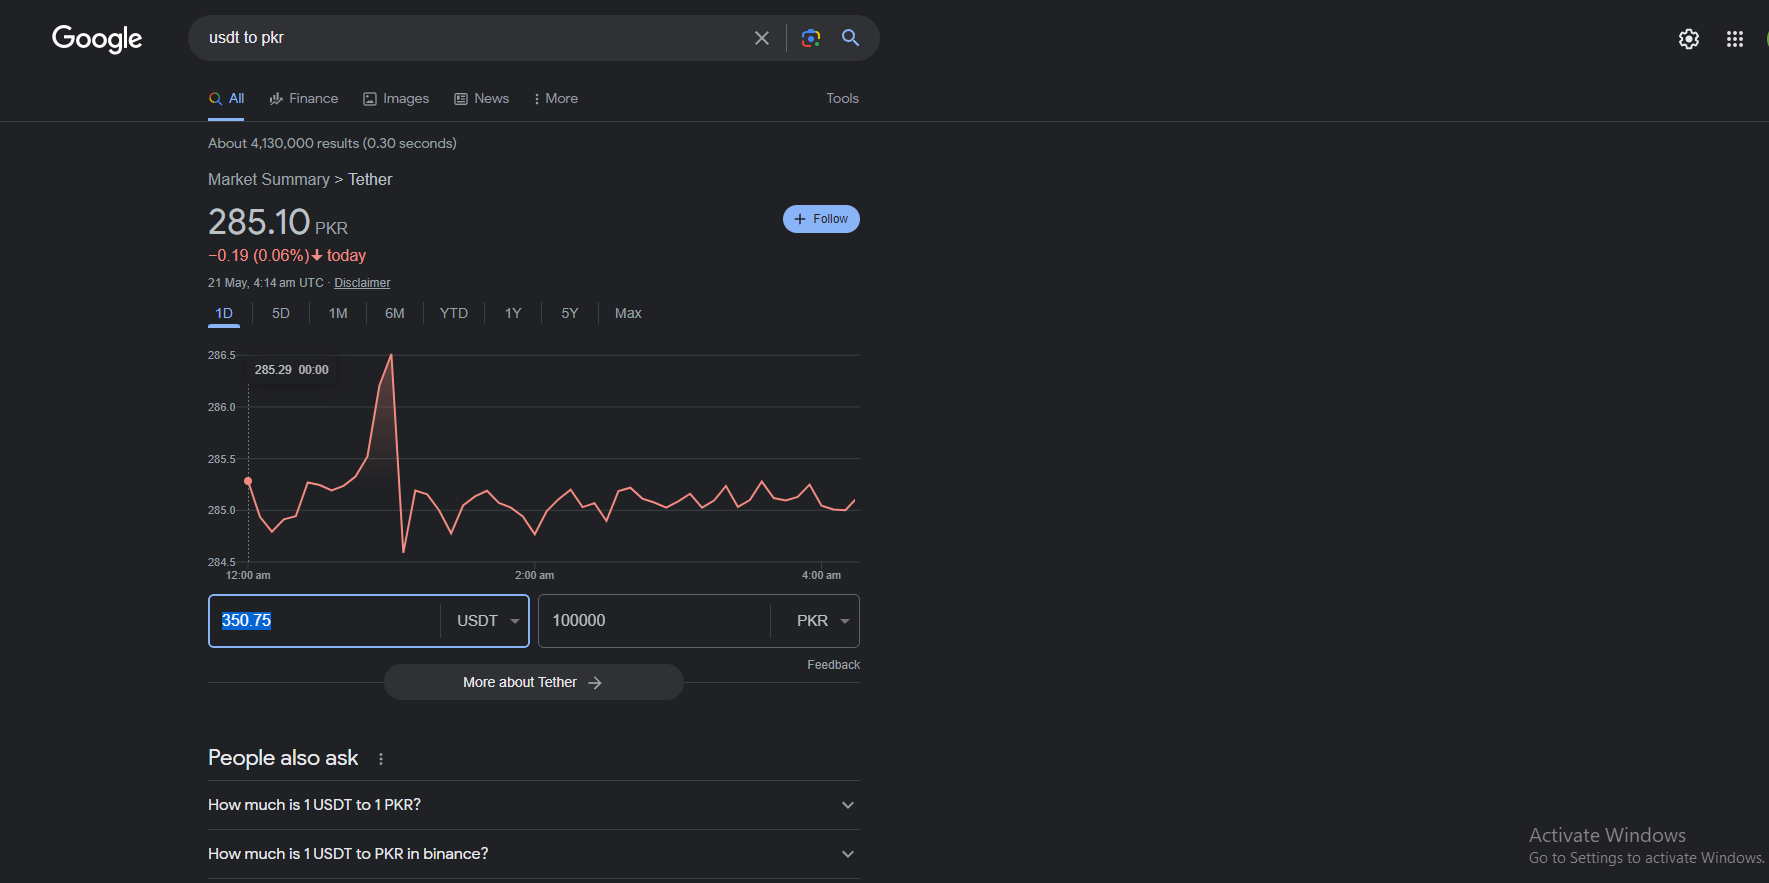 Google
usdt to pkr
All Finance Images News More Tools
About 4,130,000 results (0.30 seconds)
Market Summary > Tether
285.10 PKR
+ Follow
−0.19 (0.06%) today
21 May, 4:14 am UTC · Disclaimer
1D 5D 1M 6M YTD 1Y 5Y Max
286.5
285.29 00:00
286.0
285.5
285.0
284.5
12:00 am 2:00 am 4:00 am
350.75 USDT 100000 PKR
Feedback
More about Tether
People also ask
How much is 1 USDT to 1 PKR?
How much is 1 USDT to PKR in binance?
Activate Windows
Go to Settings to activate Windows.